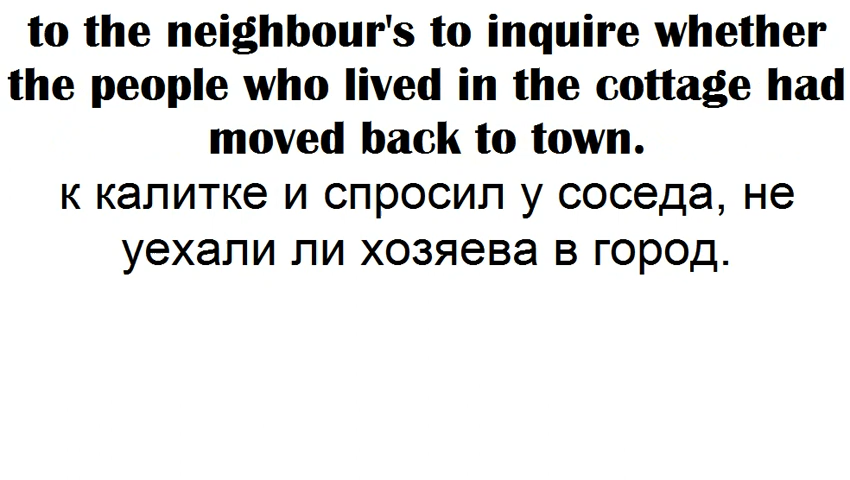 to the neighbour's to inquire whether
the people who lived in the cottage had
moved back to town.
к калитке и спросил у соседа, не
уехали ли хозяева в город.